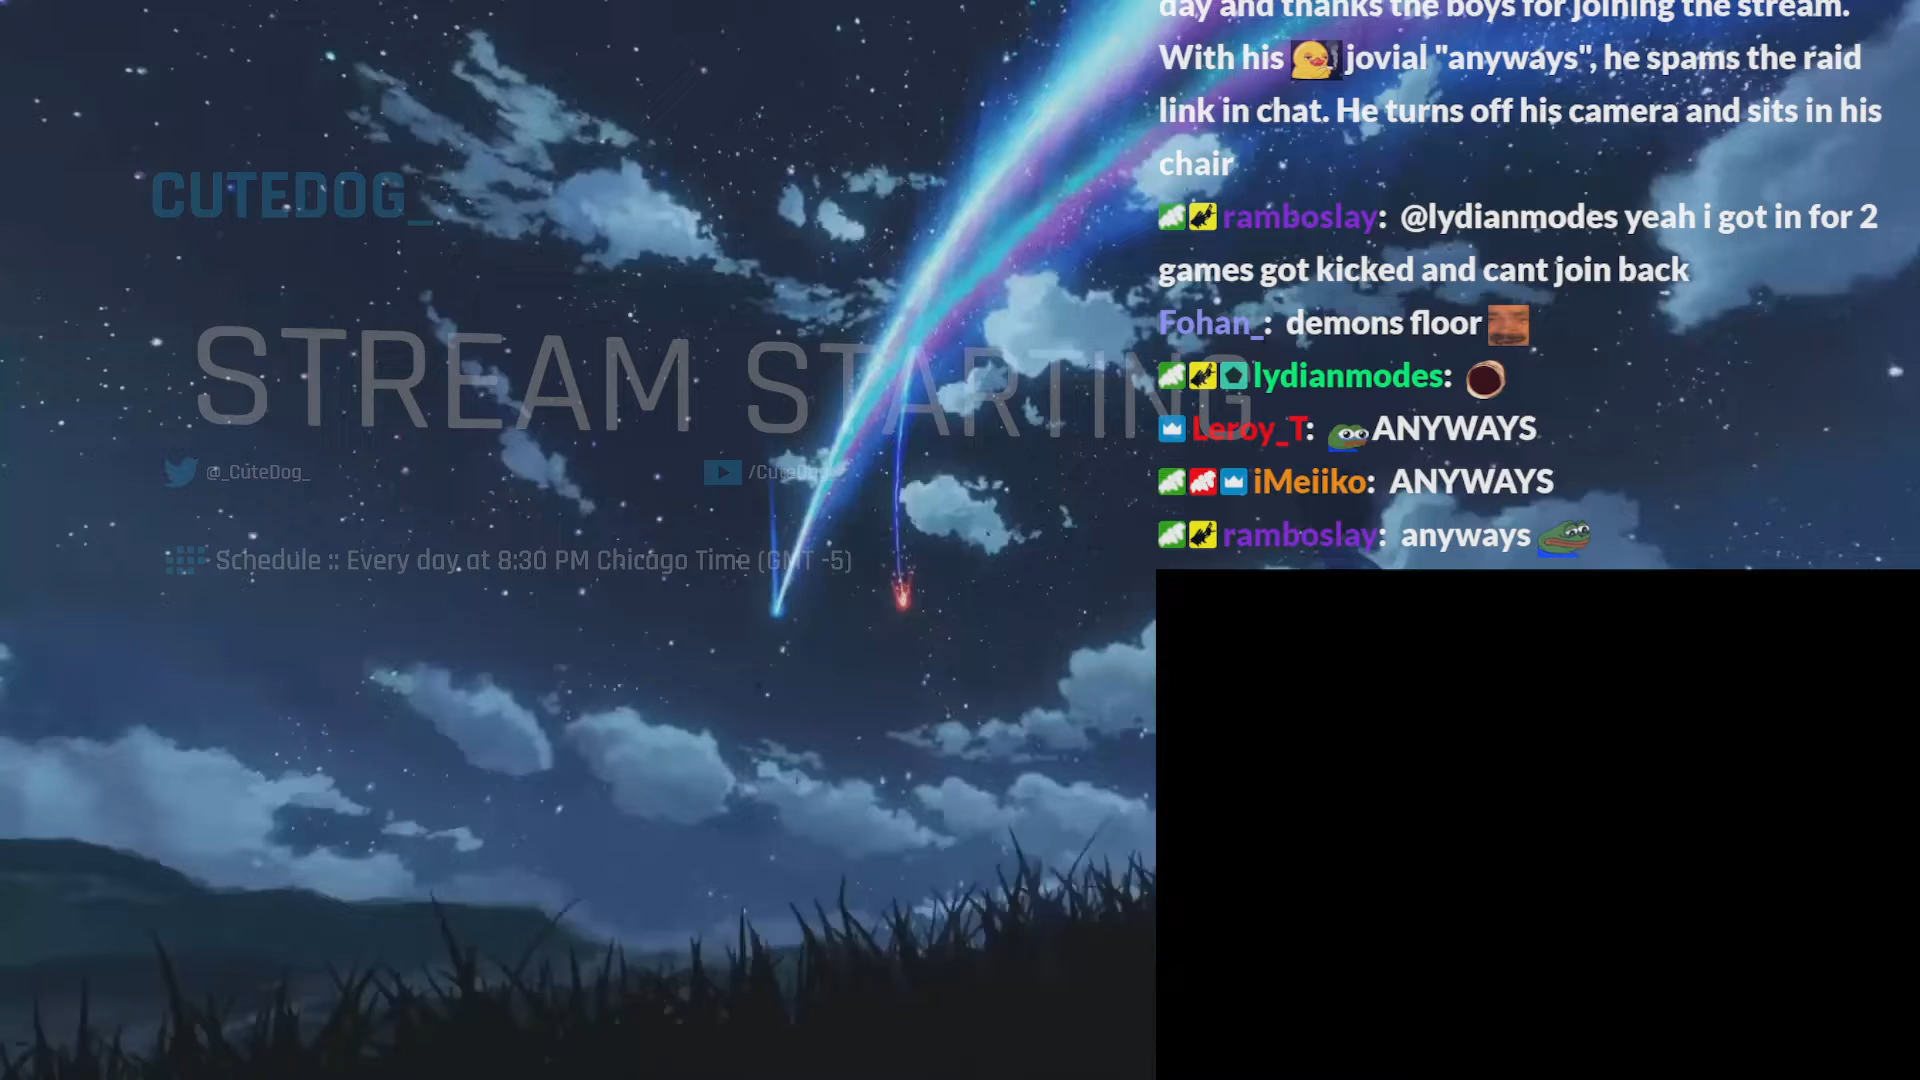 CUTEDOG_
STREAM STARTING
@_CuteDog_
/CuteDog
Schedule :: Every day at 8:30 PM Chicago Time (GMT -5)
day and thanks the boys for joining the stream.
With his jovial "anyways", he spams the raid
link in chat. He turns off his camera and sits in his
chair
ramboslay: @lydianmodes yeah i got in for 2
games got kicked and cant join back
Fohan_: demons floor
lydianmodes:
Leroy_T: ANYWAYS
iMeiiko: ANYWAYS
ramboslay: anyways